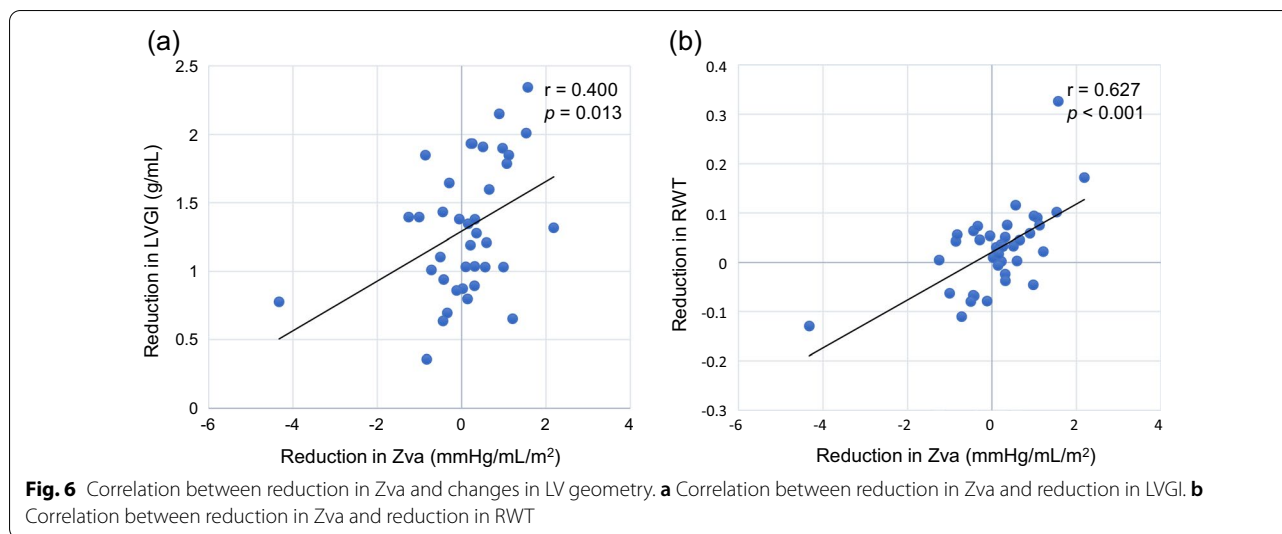 (a)
2.5
2
1.5
1
0.5
0
-6
-4
-2
0
2
4
r = 0.400
p = 0.013
Reduction in LVGI (g/mL)
Reduction in Zva (mmHg/mL/m²)
(b)
0.4
0.3
0.2
0.1
0
-0.1
-0.2
-0.3
-6
-4
-2
0
2
4
r = 0.627
p < 0.001
Reduction in RWT
Reduction in Zva (mmHg/mL/m²)
Fig. 6 Correlation between reduction in Zva and changes in LV geometry. a Correlation between reduction in Zva and reduction in LVGI. b
Correlation between reduction in Zva and reduction in RWT